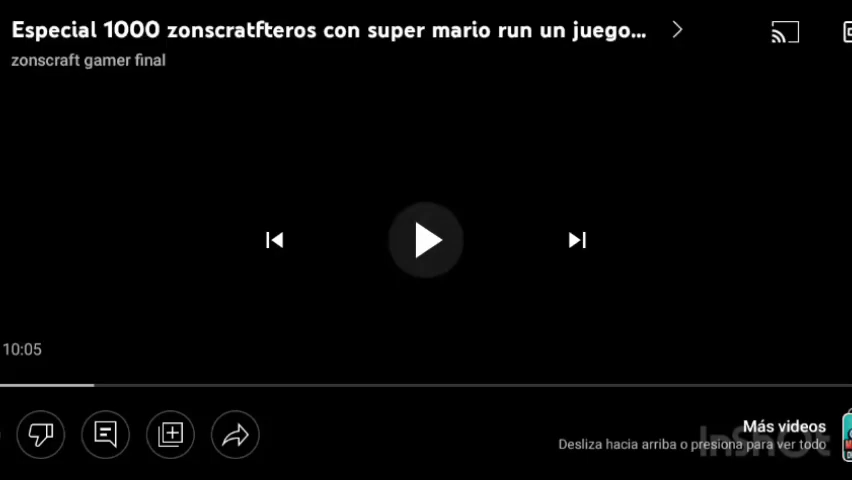 Especial 1000 zonscratfteros con super mario run un juego...
zonscraft gamer final
10:05
Más videos
Desliza hacia arriba o presiona para ver todo
InShOt